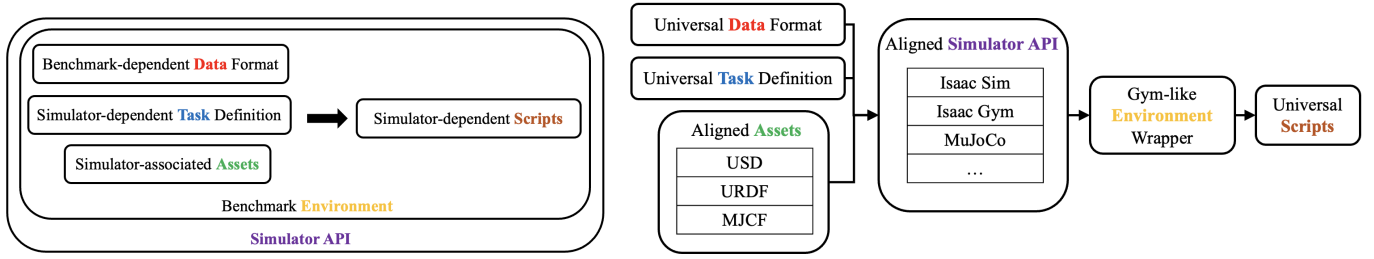 Benchmark-dependent Data Format
Simulator-dependent Task Definition
Simulator-associated Assets
Simulator-dependent Scripts
Benchmark Environment
Simulator API
Universal Data Format
Universal Task Definition
Aligned Assets
USD
URDF
MJCF
Aligned Simulator API
Isaac Sim
Isaac Gym
MuJoCo
…
Gym-like
Environment
Wrapper
Universal
Scripts